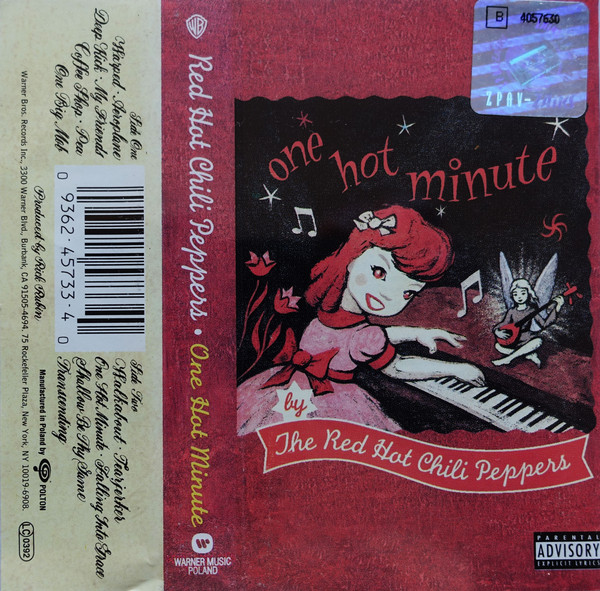 Side One
Warped · Aeroplane
Deep Kick · My Friends
Coffee Shop · Pea
One Big Mob
9362-45733-4
0
0
Side Two
Walkabout · Tearjerker
One Hot Minute · Falling Into Grace
Shallow Be Thy Game
Transcending
Produced by Rick Rubin
Manufactured in Poland by POLTON
Warner Bros. Records Inc., 3300 Warner Blvd., Burbank, CA 91505-4694. 75 Rockefeller Plaza, New York, NY 10019-6908.
LC 0392
WB
Red Hot Chili Peppers • One Hot Minute
WARNER MUSIC
POLAND
B 4057630
ZPAV
one hot minute
by
The Red Hot Chili Peppers
PARENTAL
ADVISORY
EXPLICIT LYRICS